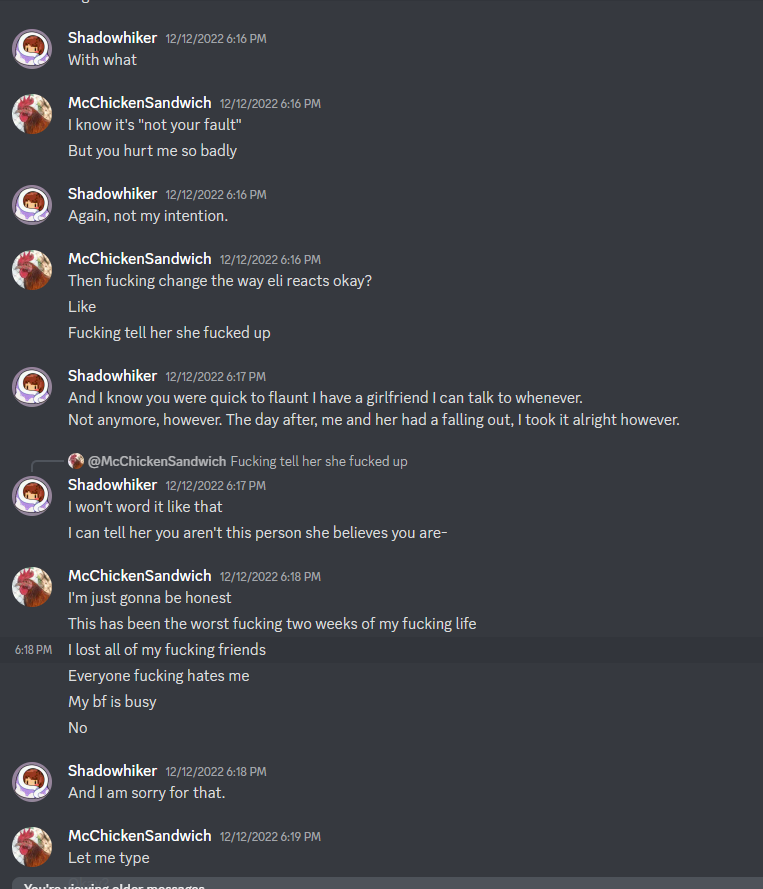 Shadowhiker 12/12/2022 6:16 PM
With what
McChickenSandwich 12/12/2022 6:16 PM
I know it's "not your fault"
But you hurt me so badly
Shadowhiker 12/12/2022 6:16 PM
Again, not my intention.
McChickenSandwich 12/12/2022 6:16 PM
Then fucking change the way eli reacts okay?
Like
Fucking tell her she fucked up
Shadowhiker 12/12/2022 6:17 PM
And I know you were quick to flaunt I have a girlfriend I can talk to whenever.
Not anymore, however. The day after, me and her had a falling out, I took it alright however.
@McChickenSandwich Fucking tell her she fucked up
Shadowhiker 12/12/2022 6:17 PM
I won't word it like that
I can tell her you aren't this person she believes you are-
McChickenSandwich 12/12/2022 6:18 PM
I'm just gonna be honest
This has been the worst fucking two weeks of my fucking life
6:18 PM I lost all of my fucking friends
Everyone fucking hates me
My bf is busy
No
Shadowhiker 12/12/2022 6:18 PM
And I am sorry for that.
McChickenSandwich 12/12/2022 6:19 PM
Let me type
You're viewing older messages